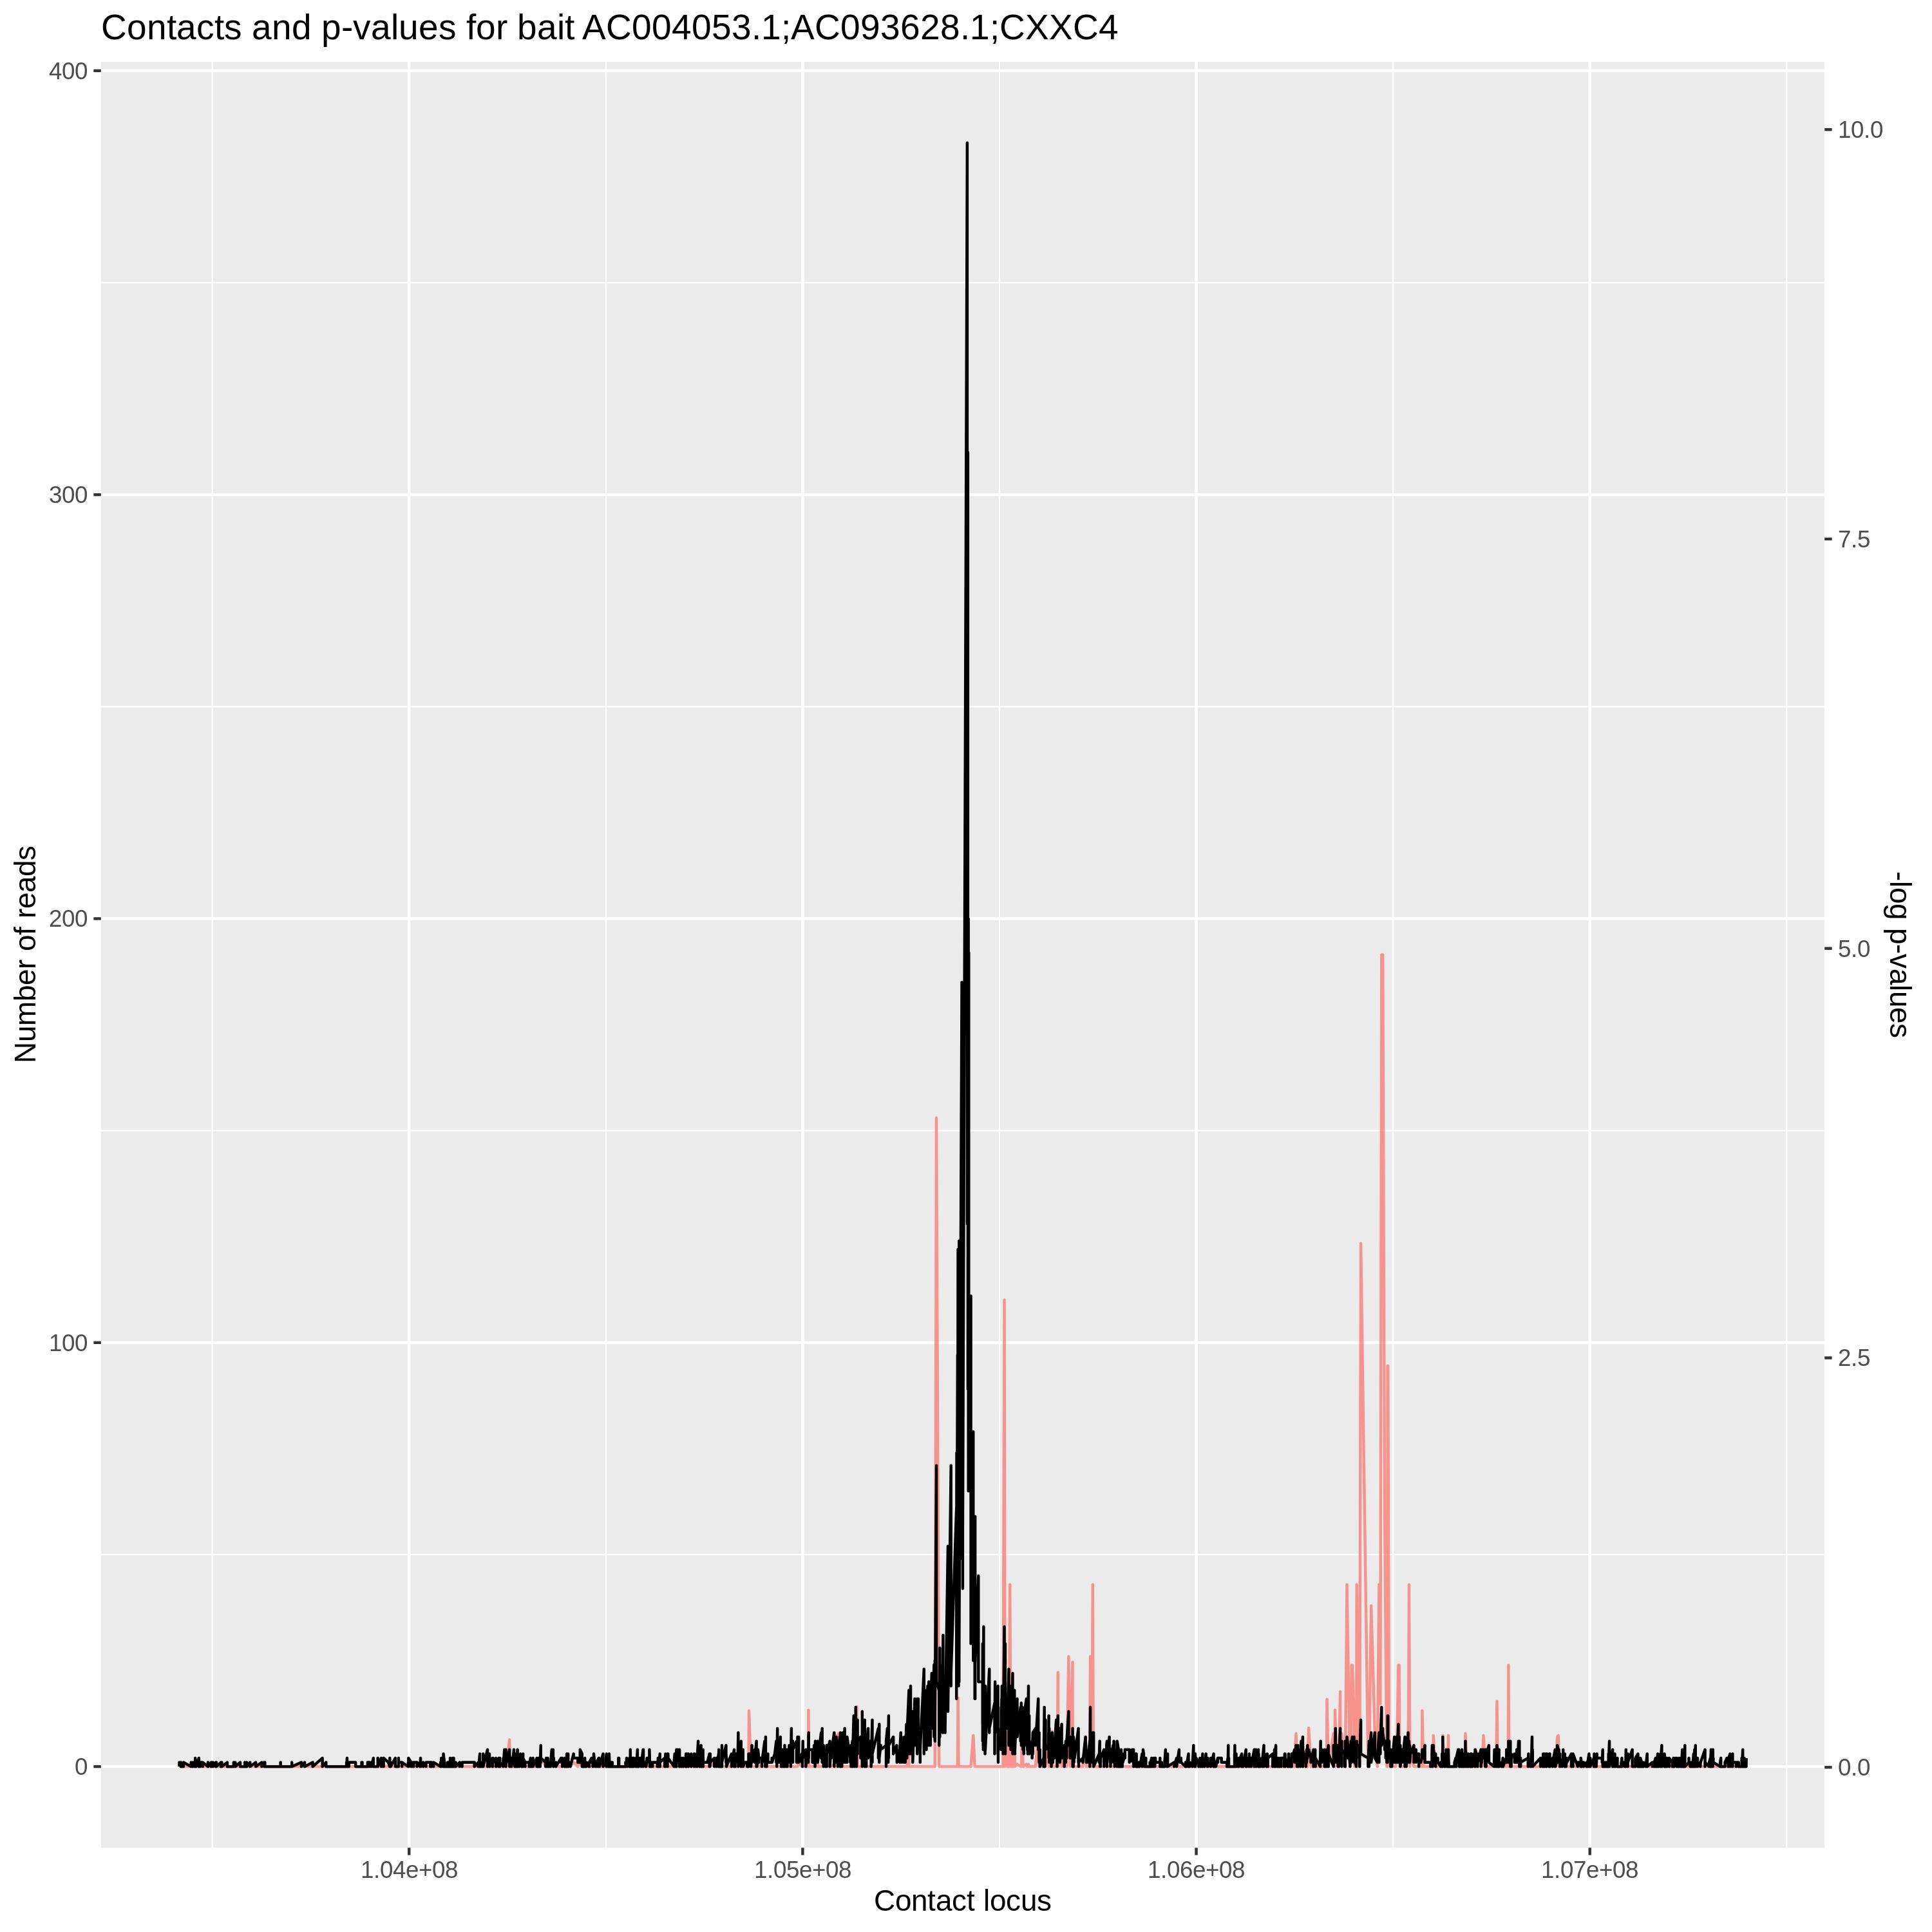 Contacts and p-values for bait AC004053.1;AC093628.1;CXXC4
400
300
200
100
0
Number of reads
10.0
7.5
5.0
2.5
0.0
-log p-values
1.04e+08 1.05e+08 1.06e+08 1.07e+08
Contact locus